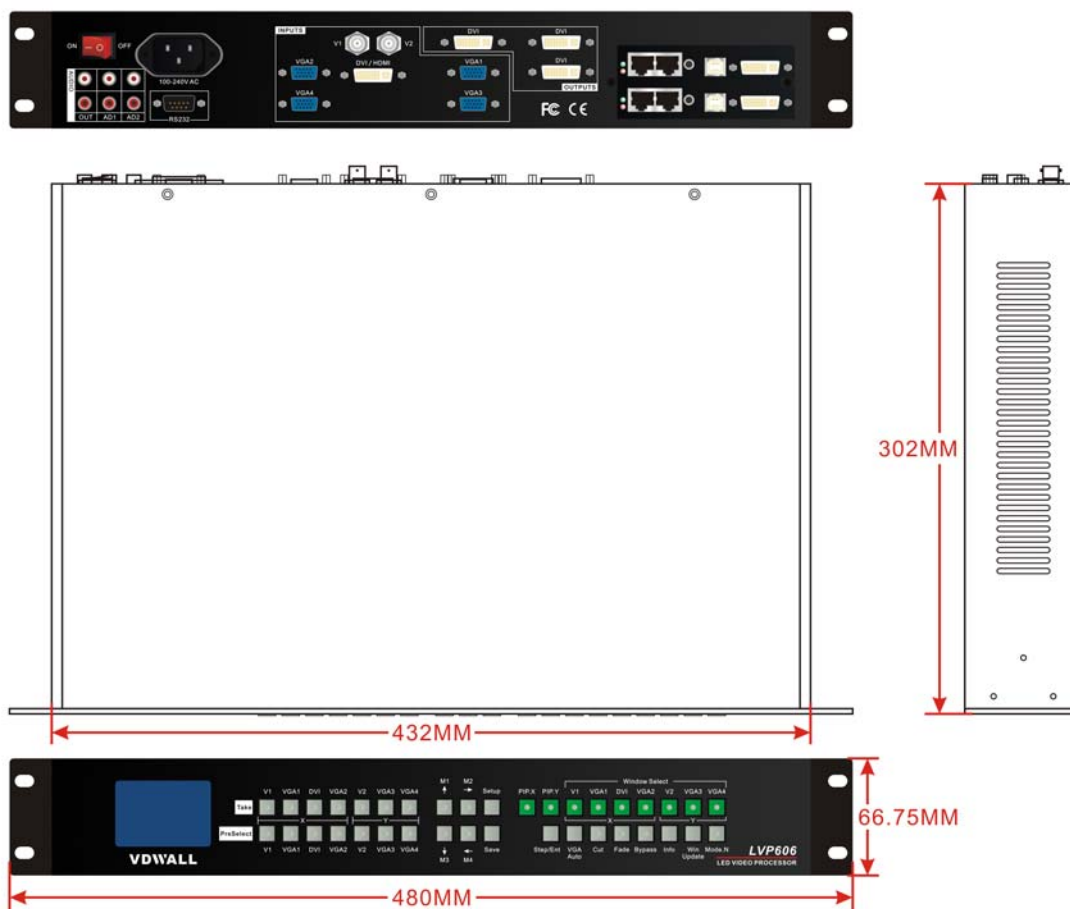 INPUTS
DVI
DVI
ON
OFF
V1
V2
AUDIO
VGA2
DVI / HDMI
VGA1
DVI
100-240V AC
OUTPUTS
VGA4
VGA3
FC CE
OUT AD1 AD2
RS232
302MM
432MM
M1 M2
Window Select
V1 VGA1 DVI VGA2 V2 VGA3 VGA4
Setup
PIP.X PIP.Y V1 VGA1 DVI VGA2 V2 VGA3 VGA4
Take
X Y
X Y
PreSelect
66.75MM
V1 VGA1 DVI VGA2 V2 VGA3 VGA4
M3 M4
Save
Step/Ent VGA Auto Cut Fade Bypass Info Win Update Mode.N
VDWALL
LVP606
LED VIDEO PROCESSOR
480MM